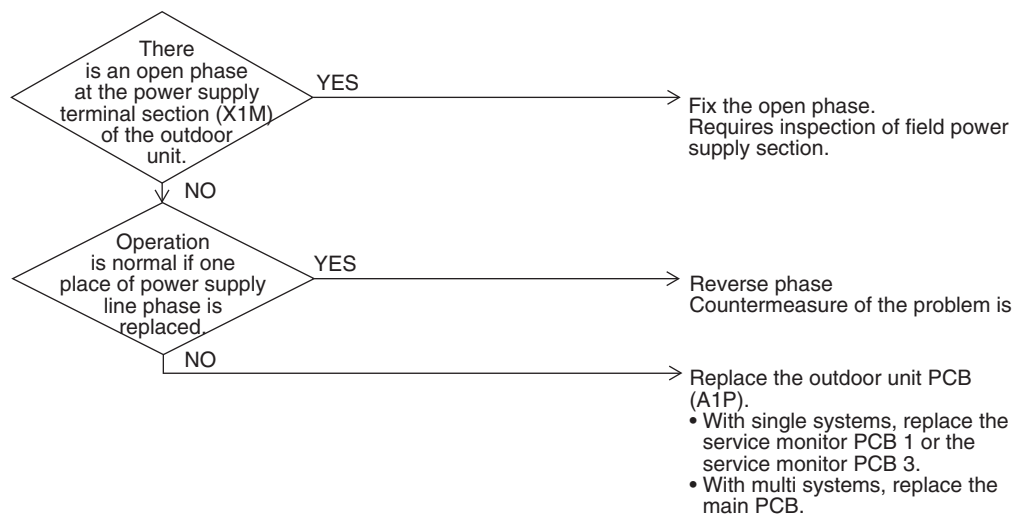 There
is an open phase
at the power supply
terminal section (X1M)
of the outdoor
unit.
YES
Fix the open phase.
Requires inspection of field power
supply section.
NO
Operation
is normal if one
place of power supply
line phase is
replaced.
YES
Reverse phase
Countermeasure of the problem is
NO
Replace the outdoor unit PCB
(A1P).
• With single systems, replace the
service monitor PCB 1 or the
service monitor PCB 3.
• With multi systems, replace the
main PCB.